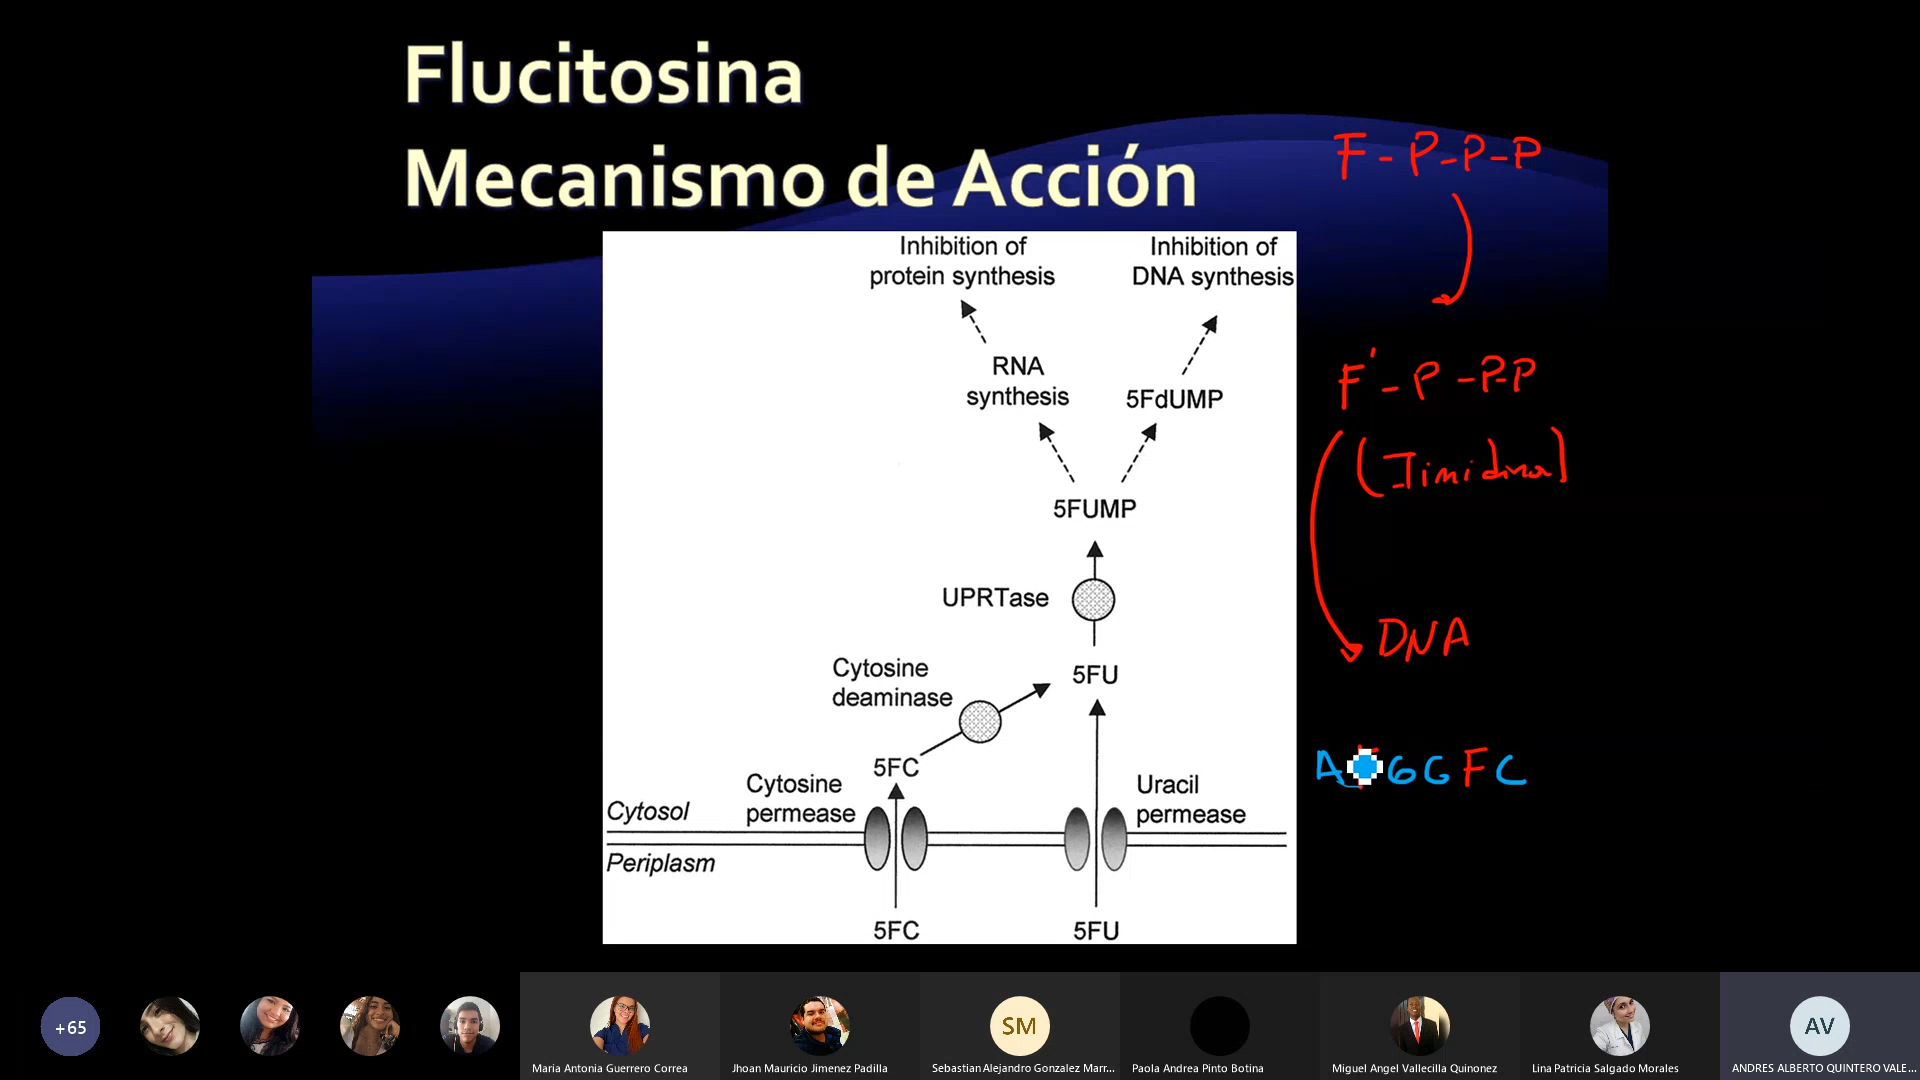 Flucitosina
Mecanismo de Acción
Inhibition of
protein synthesis
Inhibition of
DNA synthesis
RNA
synthesis
5FdUMP
5FUMP
UPRTase
Cytosine
deaminase
5FU
5FC
Cytosine
permease
Uracil
permease
Cytosol
Periplasm
5FC
5FU
F-P-P-P
F'-P-P-P
(Timidina)
DNA
A GGFC
+65
Maria Antonia Guerrero Correa
Jhoan Mauricio Jimenez Padilla
SM
Sebastian Alejandro Gonzalez Marr...
Paola Andrea Pinto Botina
Miguel Angel Vallecilla Quinonez
Lina Patricia Salgado Morales
AV
ANDRES ALBERTO QUINTERO VALE...